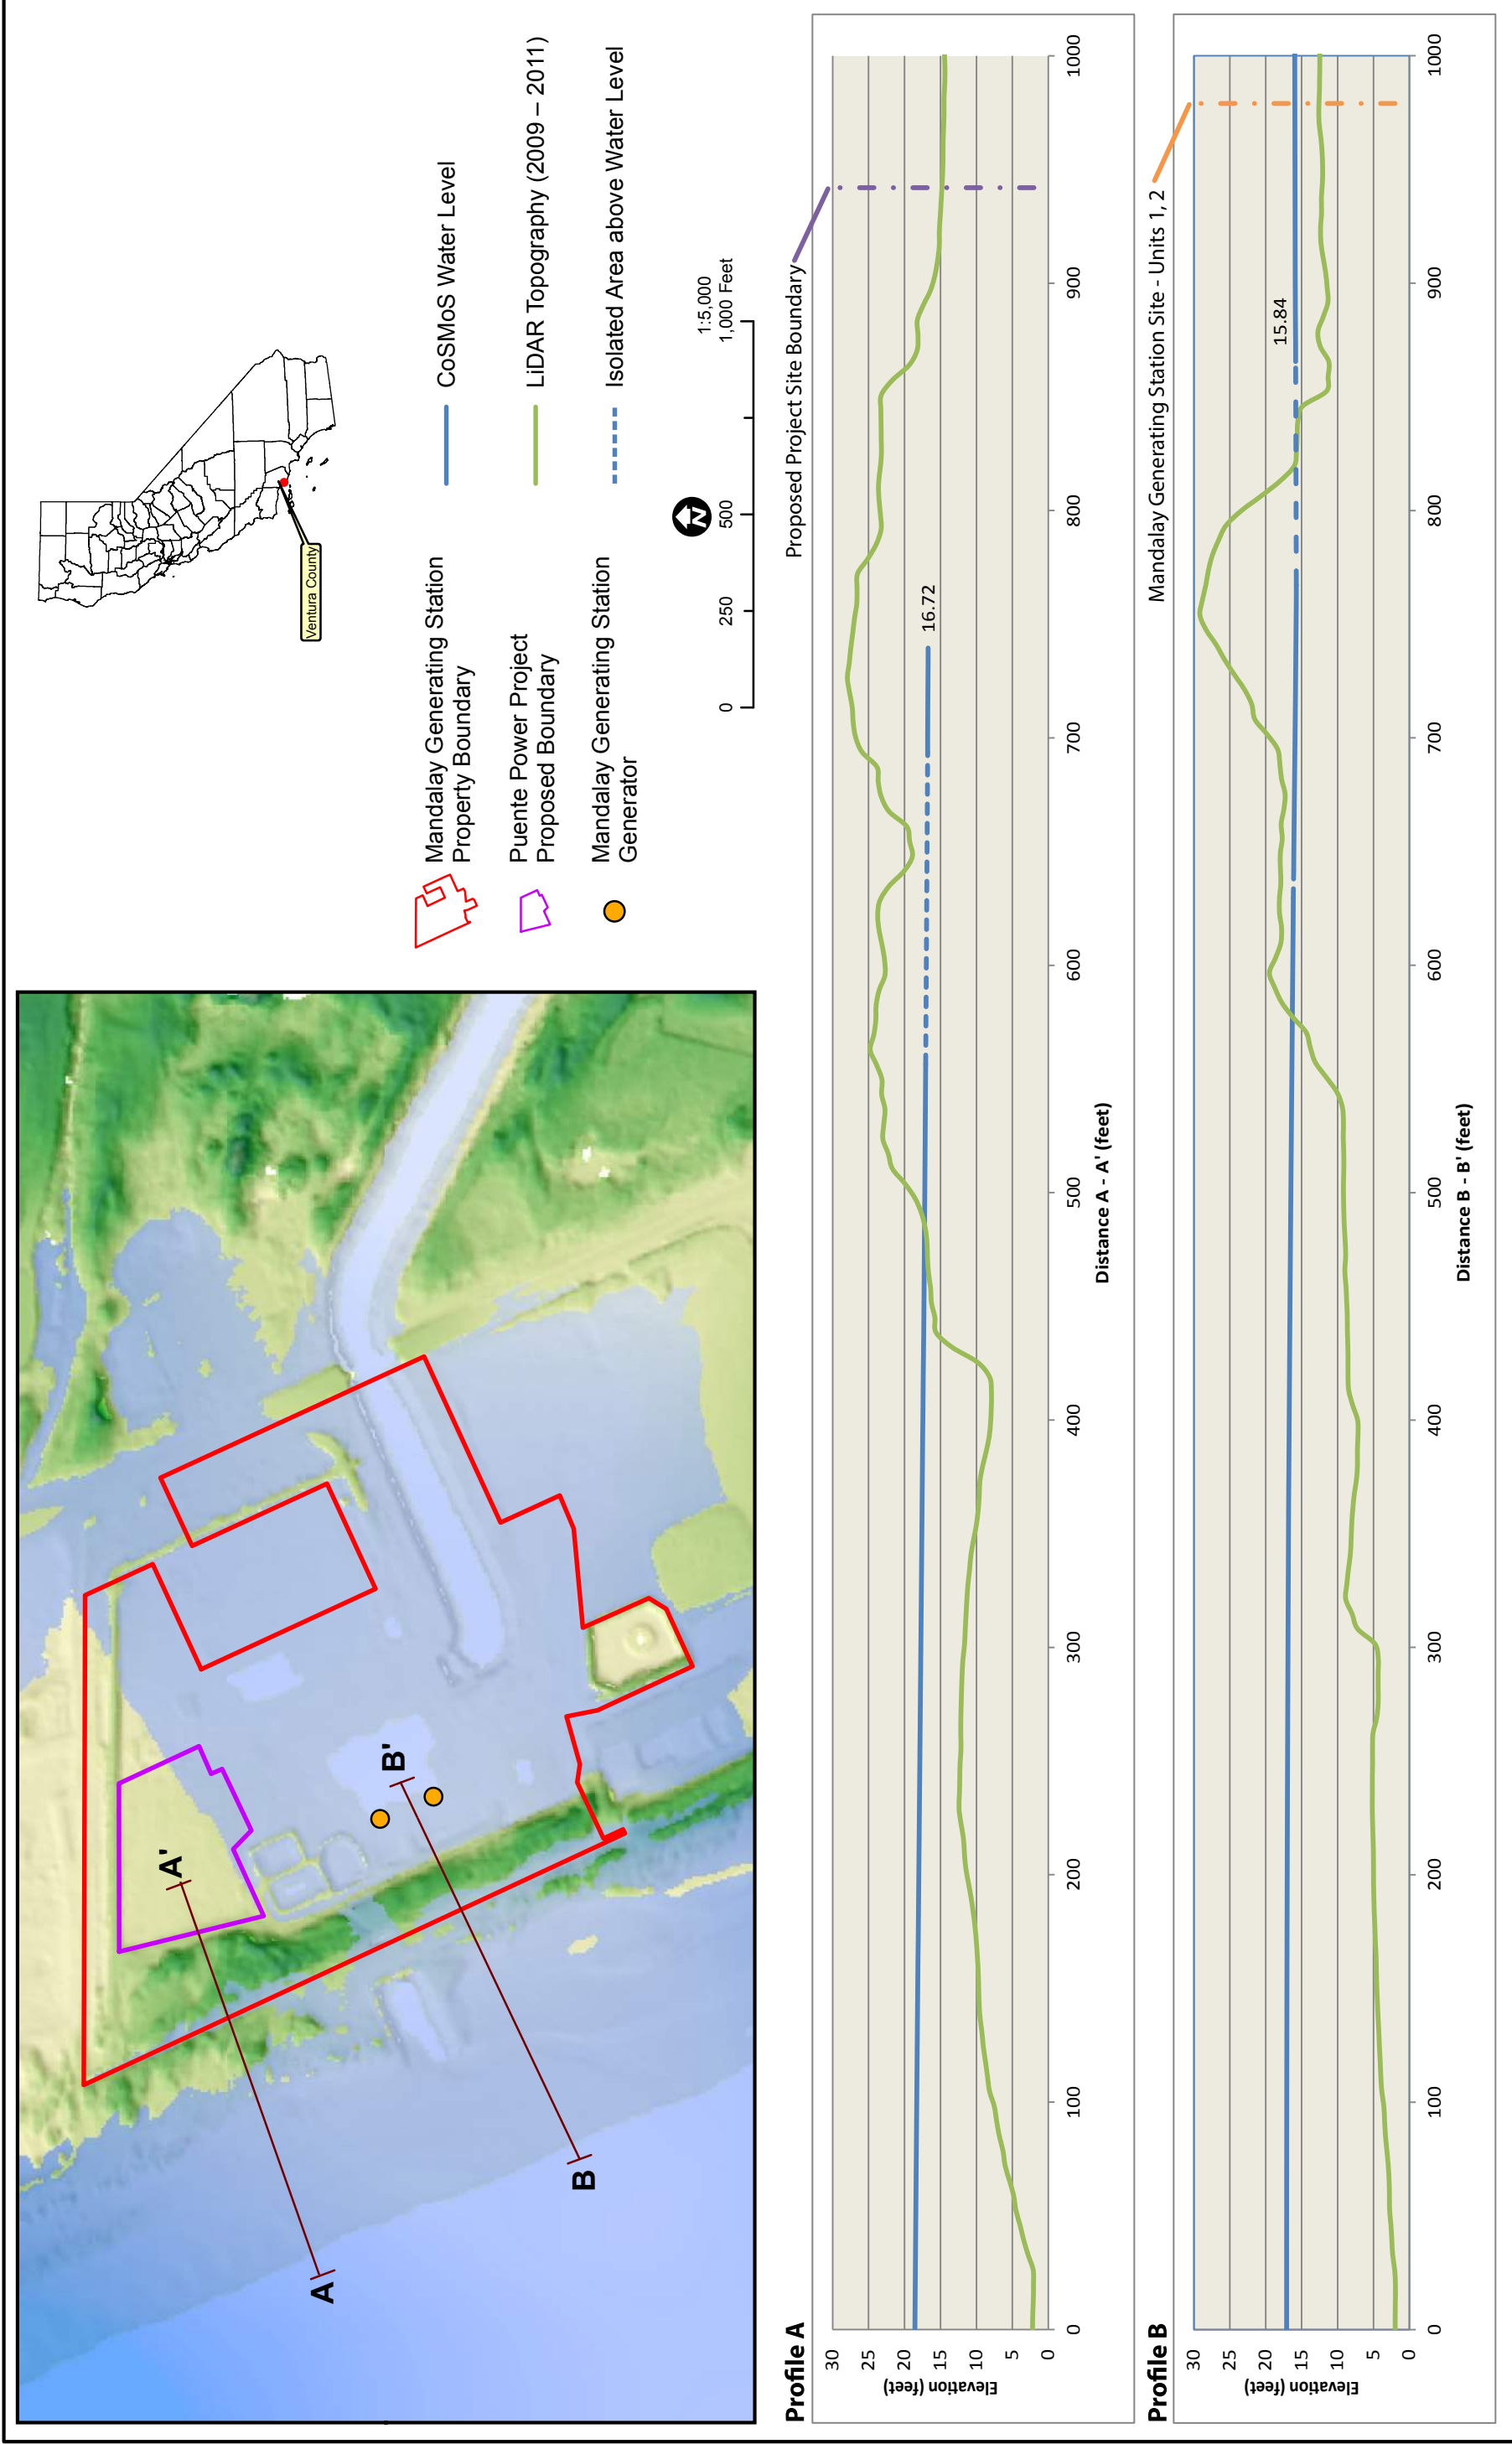 A
A'
B
B'
Ventura County
Mandalay Generating Station
Property Boundary
Puente Power Project
Proposed Boundary
Mandalay Generating Station
Generator
CoSMoS Water Level
LiDAR Topography (2009 – 2011)
Isolated Area above Water Level
N
1:5,000
0 250 500 1,000 Feet
Profile A
Proposed Project Site Boundary
Elevation (feet)
30
25
20
15
10
5
0
16.72
0 100 200 300 400 500 600 700 800 900 1000
Distance A - A' (feet)
Profile B
Mandalay Generating Station Site - Units 1, 2
Elevation (feet)
30
25
20
15
10
5
0
15.84
0 100 200 300 400 500 600 700 800 900 1000
Distance B - B' (feet)